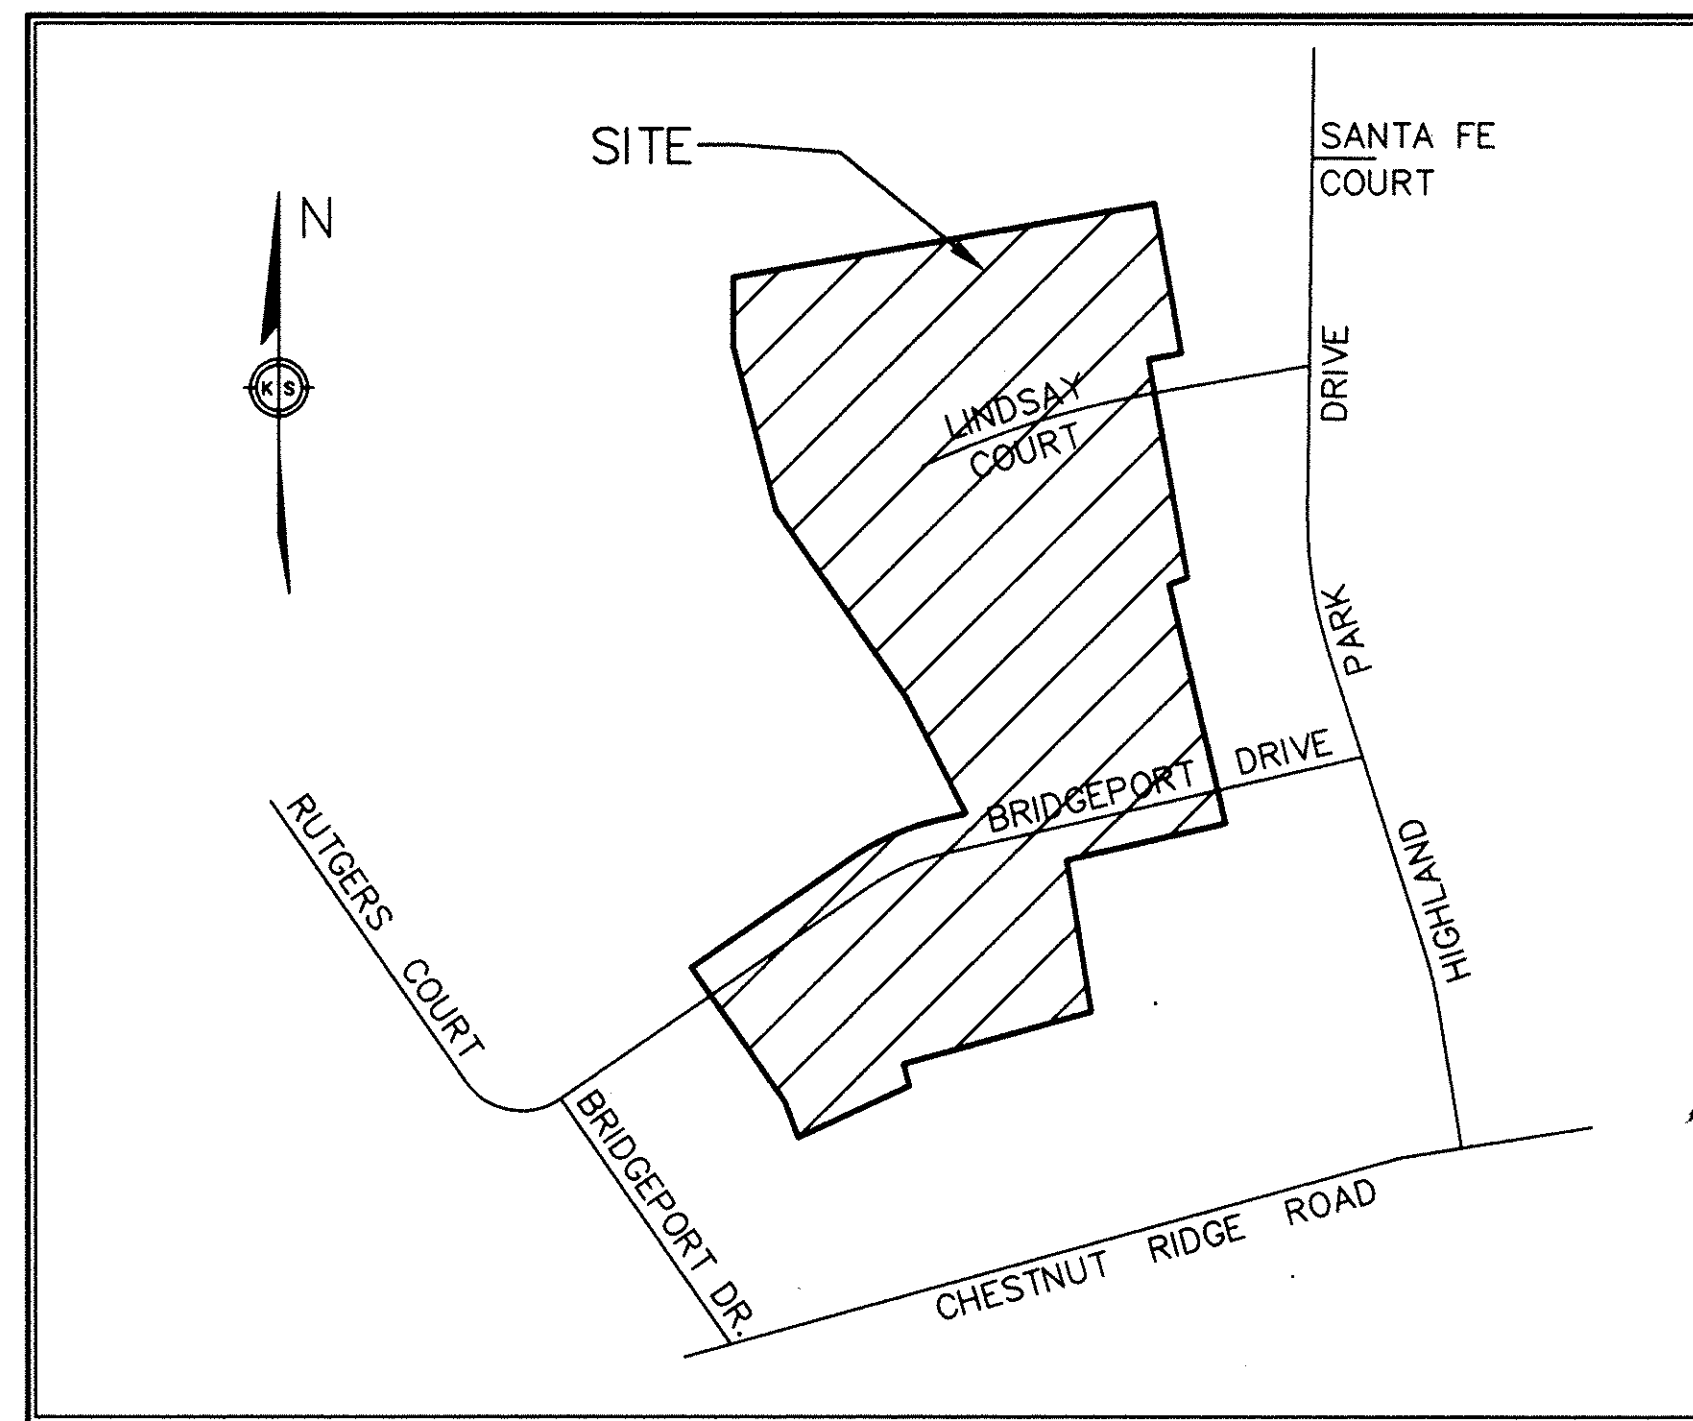 SITE
SANTA FE
COURT
N
K S
LINDSAY
COURT
HIGHLAND PARK DRIVE
BRIDGEPORT DRIVE
RUTGERS COURT
BRIDGEPORT DR.
CHESTNUT RIDGE ROAD